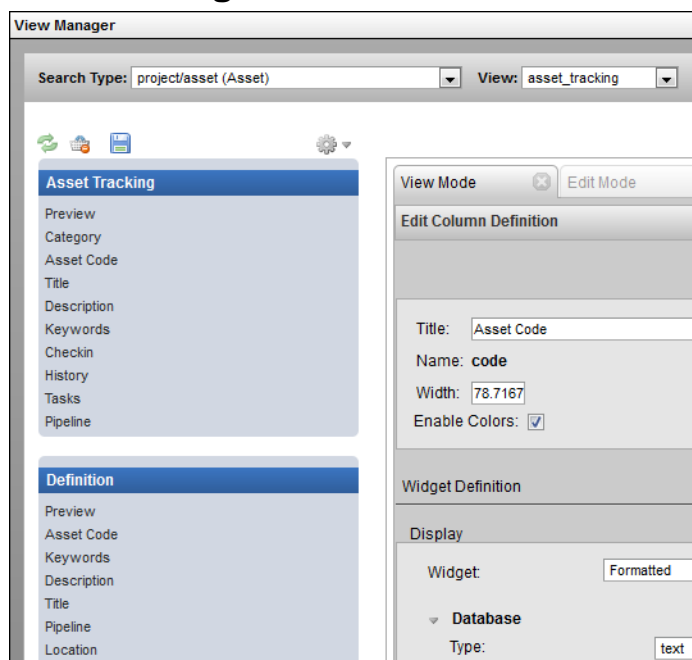 View Manager
Search Type: project/asset (Asset) View: asset_tracking
Asset Tracking
Preview
Category
Asset Code
Title
Description
Keywords
Checkin
History
Tasks
Pipeline
Definition
Preview
Asset Code
Keywords
Description
Title
Pipeline
Location
View Mode Edit Mode
Edit Column Definition
Title: Asset Code
Name: code
Width: 78.7167
Enable Colors:
Widget Definition
Display
Widget: Formatted
Database
Type: text